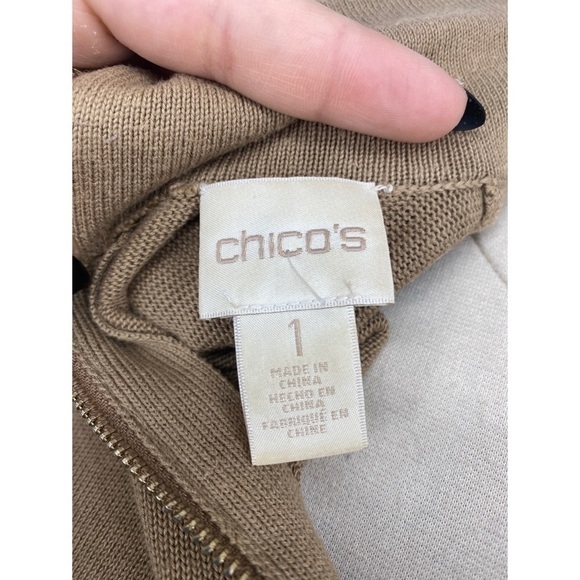 chico's
1
MADE IN
CHINA
HECHO EN
CHINA
FABRIQUÉ EN
CHINE